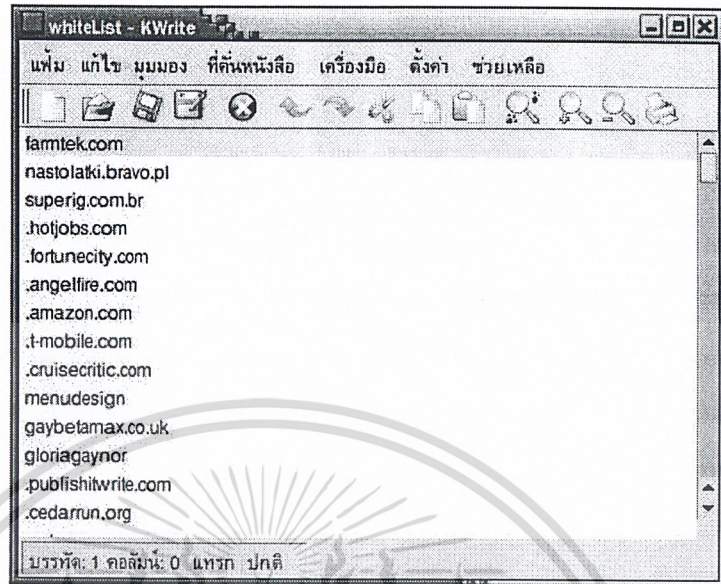 whiteList - KWrite
แฟ้ม แก้ไข มุมมอง ที่คั่นหนังสือ เครื่องมือ ตั้งค่า ช่วยเหลือ
farmtek.com
nastolatki.bravo.pl
superig.com.br
.hotjobs.com
.fortunecity.com
.angelfire.com
.amazon.com
.t-mobile.com
.cruisecritic.com
menudesign
gaybetamax.co.uk
gloriagaynor
.publishitwrite.com
.cedarrun.org
บรรทัด: 1 คอลัมน์: 0 แทรก ปกติ